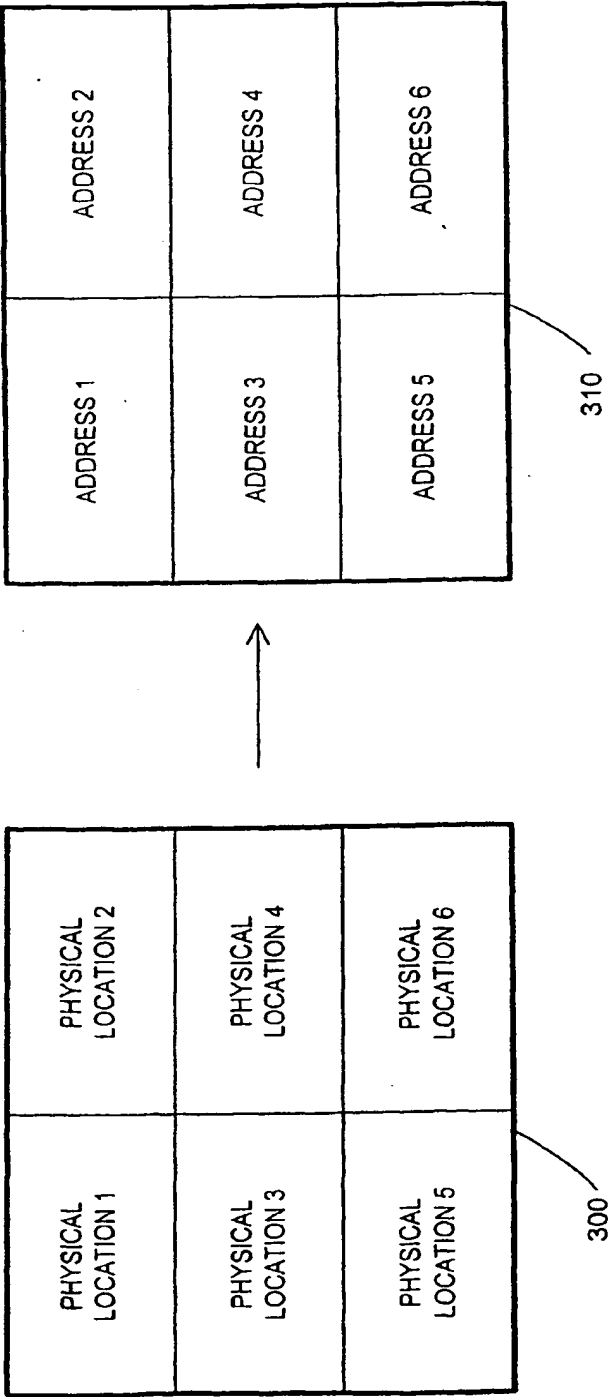 PHYSICAL
LOCATION 1
PHYSICAL
LOCATION 2
PHYSICAL
LOCATION 3
PHYSICAL
LOCATION 4
PHYSICAL
LOCATION 5
PHYSICAL
LOCATION 6
300
ADDRESS 1
ADDRESS 2
ADDRESS 3
ADDRESS 4
ADDRESS 5
ADDRESS 6
310